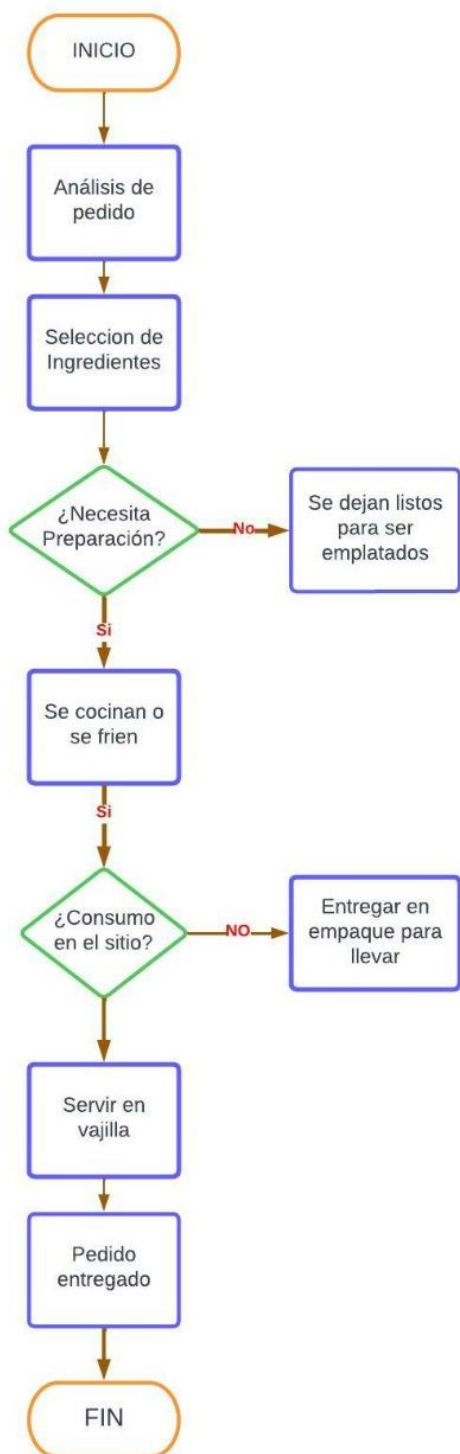 INICIO
Análisis de
pedido
Seleccion de
Ingredientes
¿Necesita
Preparación?
No
Se dejan listos
para ser
emplatados
Si
Se cocinan o
se frien
Si
¿Consumo
en el sitio?
NO
Entregar en
empaque para
llevar
Servir en
vajilla
Pedido
entregado
FIN